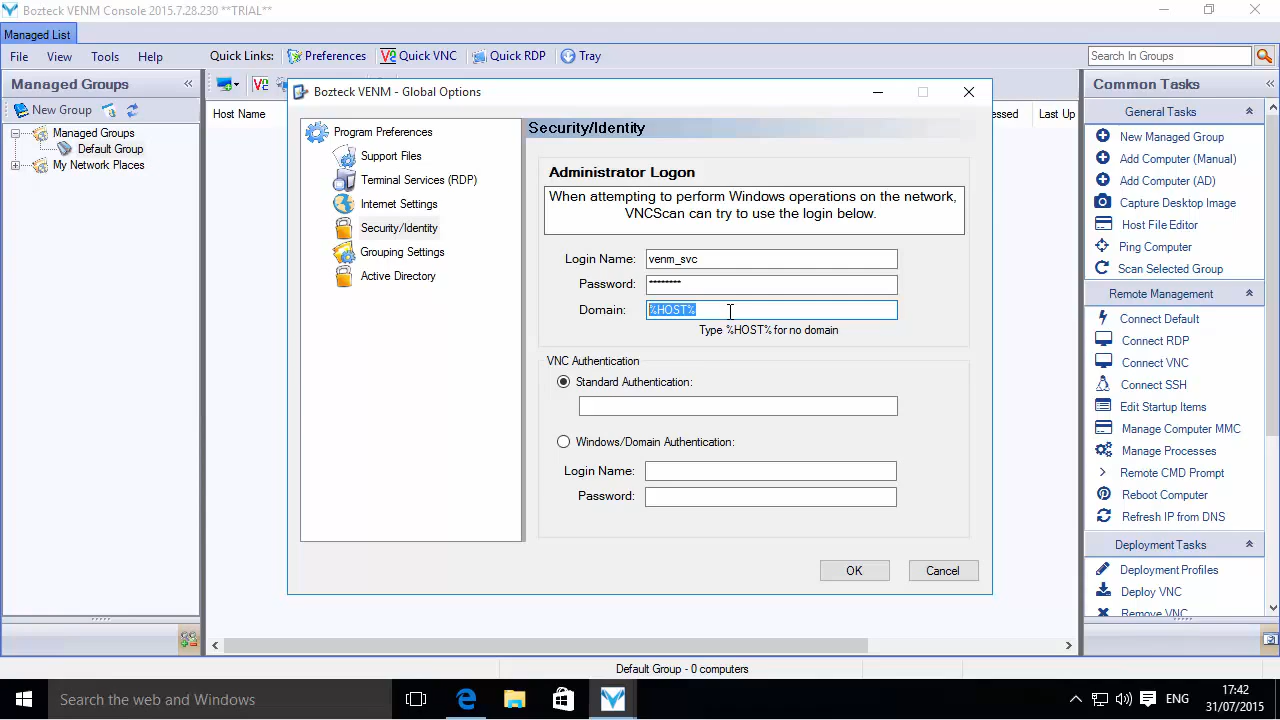 Bozteck VENM Console 2015.7.28.230 **TRIAL**
Managed List
File View Tools Help Quick Links: Preferences Quick VNC Quick RDP Tray
Search In Groups
Managed Groups
New Group
Managed Groups
Default Group
My Network Places
Host Name
Bozteck VENM - Global Options
Program Preferences
Support Files
Terminal Services (RDP)
Internet Settings
Security/Identity
Grouping Settings
Active Directory
Security/Identity
Administrator Logon
When attempting to perform Windows operations on the network,
VNCScan can try to use the login below.
Login Name: venm_svc
Password: ********
Domain: %HOST%
Type %HOST% for no domain
VNC Authentication
Standard Authentication:
Windows/Domain Authentication:
Login Name:
Password:
OK Cancel
essed Last Up
Common Tasks
General Tasks
New Managed Group
Add Computer (Manual)
Add Computer (AD)
Capture Desktop Image
Host File Editor
Ping Computer
Scan Selected Group
Remote Management
Connect Default
Connect RDP
Connect VNC
Connect SSH
Edit Startup Items
Manage Computer MMC
Manage Processes
Remote CMD Prompt
Reboot Computer
Refresh IP from DNS
Deployment Tasks
Deployment Profiles
Deploy VNC
Remove VNC
Default Group - 0 computers
Search the web and Windows
ENG
17:42
31/07/2015